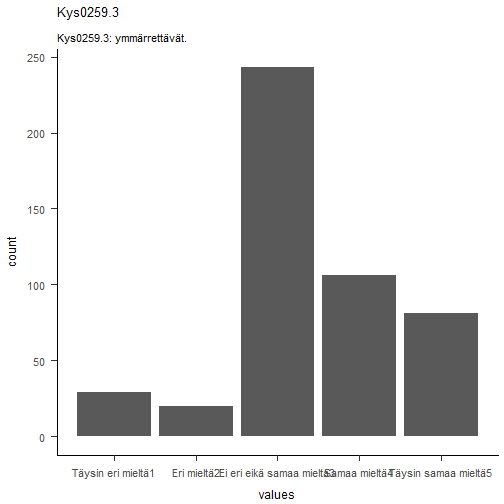 Kys0259.3
Kys0259.3: ymmärrettävät.
250
200
150
100
50
0
count
Täysin eri mieltä1 Eri mieltä2 Ei eri eikä samaa mieltä3 Samaa mieltä4 Täysin samaa mieltä5
values